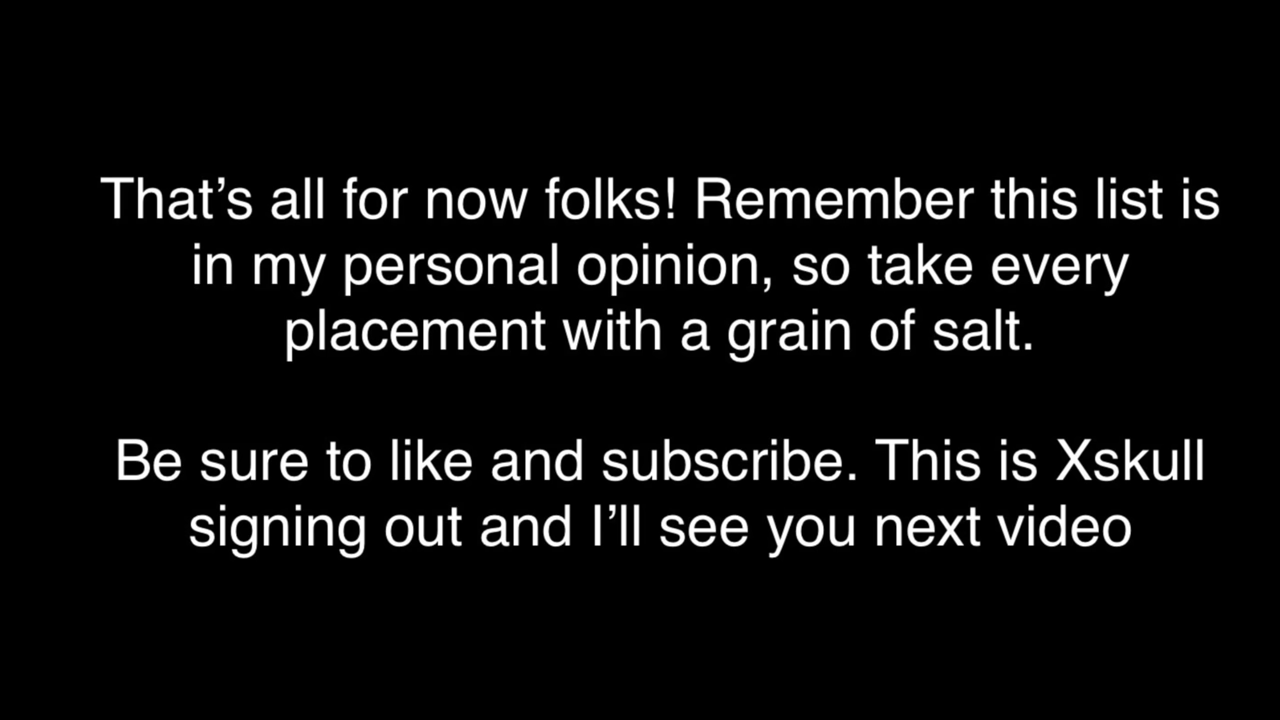 That’s all for now folks! Remember this list is
in my personal opinion, so take every
placement with a grain of salt.
Be sure to like and subscribe. This is Xskull
signing out and I’ll see you next video